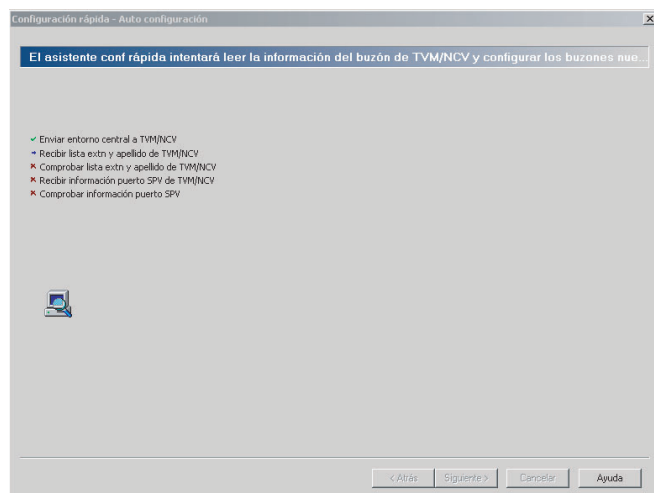 Configuración rápida - Auto configuración
El asistente conf rápida intentará leer la información del buzón de TVM/NCV y configurar los buzones nue...
Enviar entorno central a TVM/NCV
Recibir lista extn y apellido de TVM/NCV
Comprobar lista extn y apellido de TVM/NCV
Recibir información puerto SPV de TVM/NCV
Comprobar información puerto SPV
< Atrás Siguiente > Cancelar Ayuda